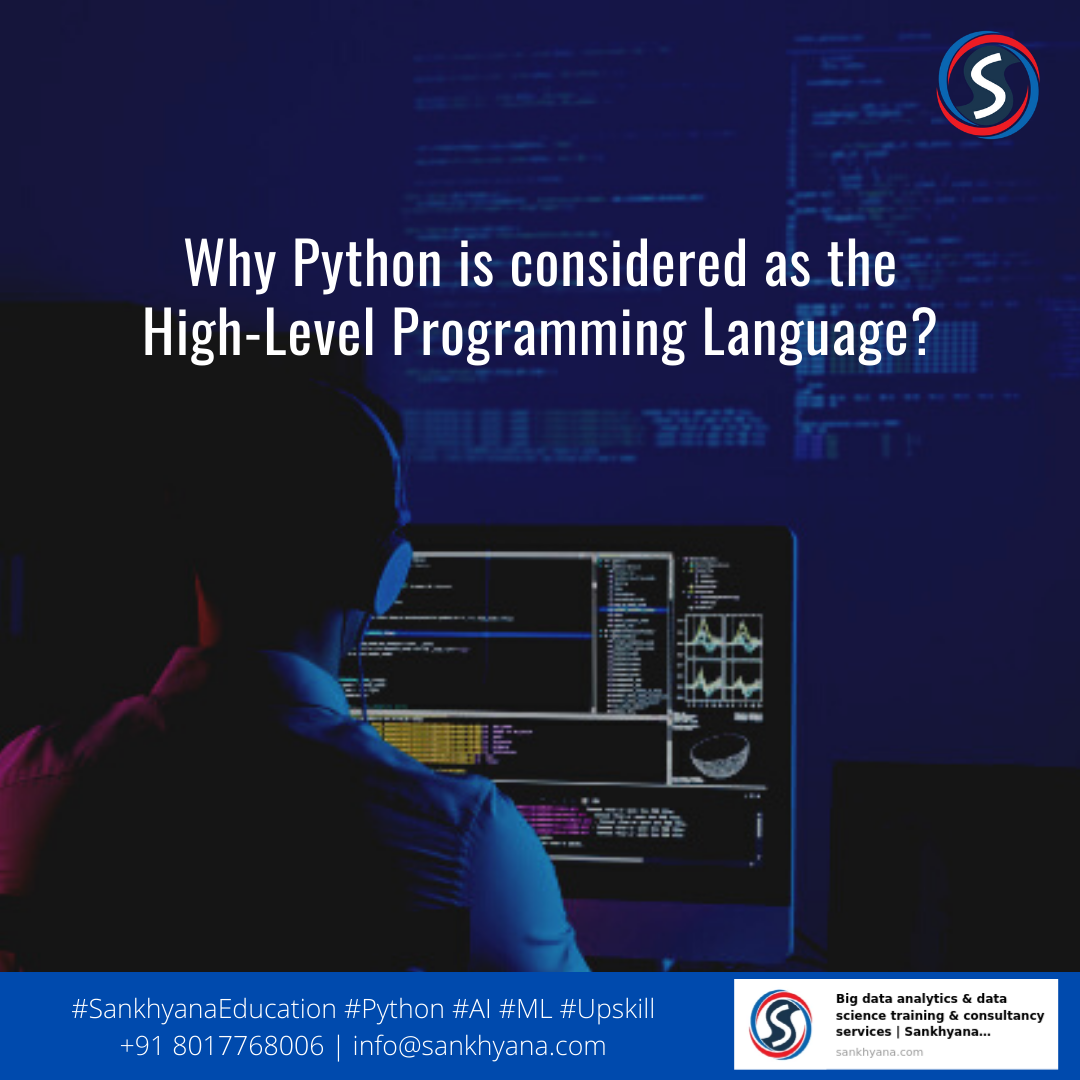 Why Python is considered as the
High-Level Programming Language?
#SankhyanaEducation #Python #AI #ML #Upskill
+91 8017768006 | info@sankhyana.com
Big data analytics & data
science training & consultancy
services | Sankhyana...
sankhyana.com